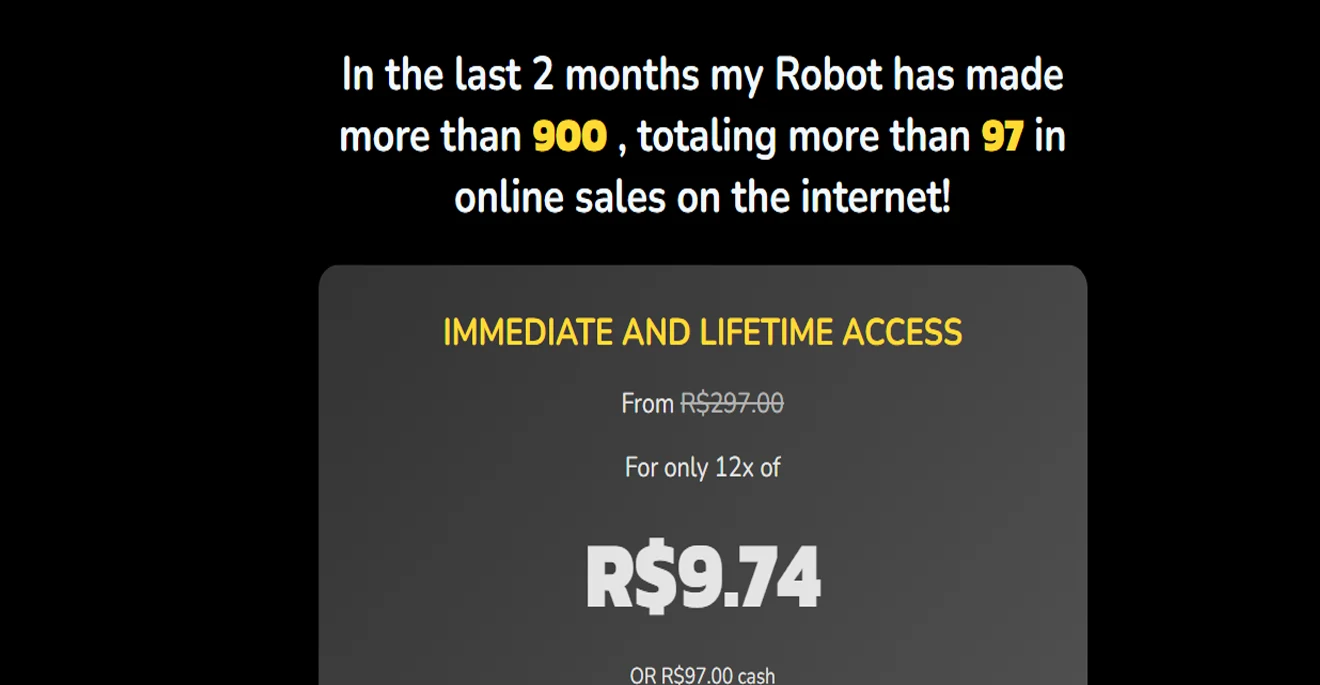 In the last 2 months my Robot has made
more than 900 , totaling more than 97 in
online sales on the internet!
IMMEDIATE AND LIFETIME ACCESS
From R$297.00
For only 12x of
R$9.74
OR R$97.00 cash